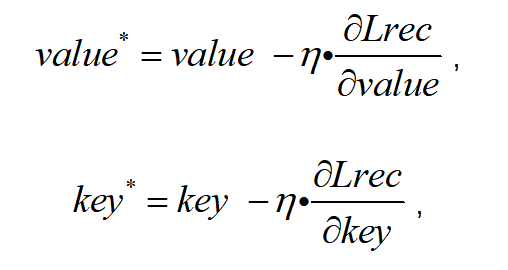 value* = value − η•∂Lrec/∂value ,
key* = key − η•∂Lrec/∂key ,